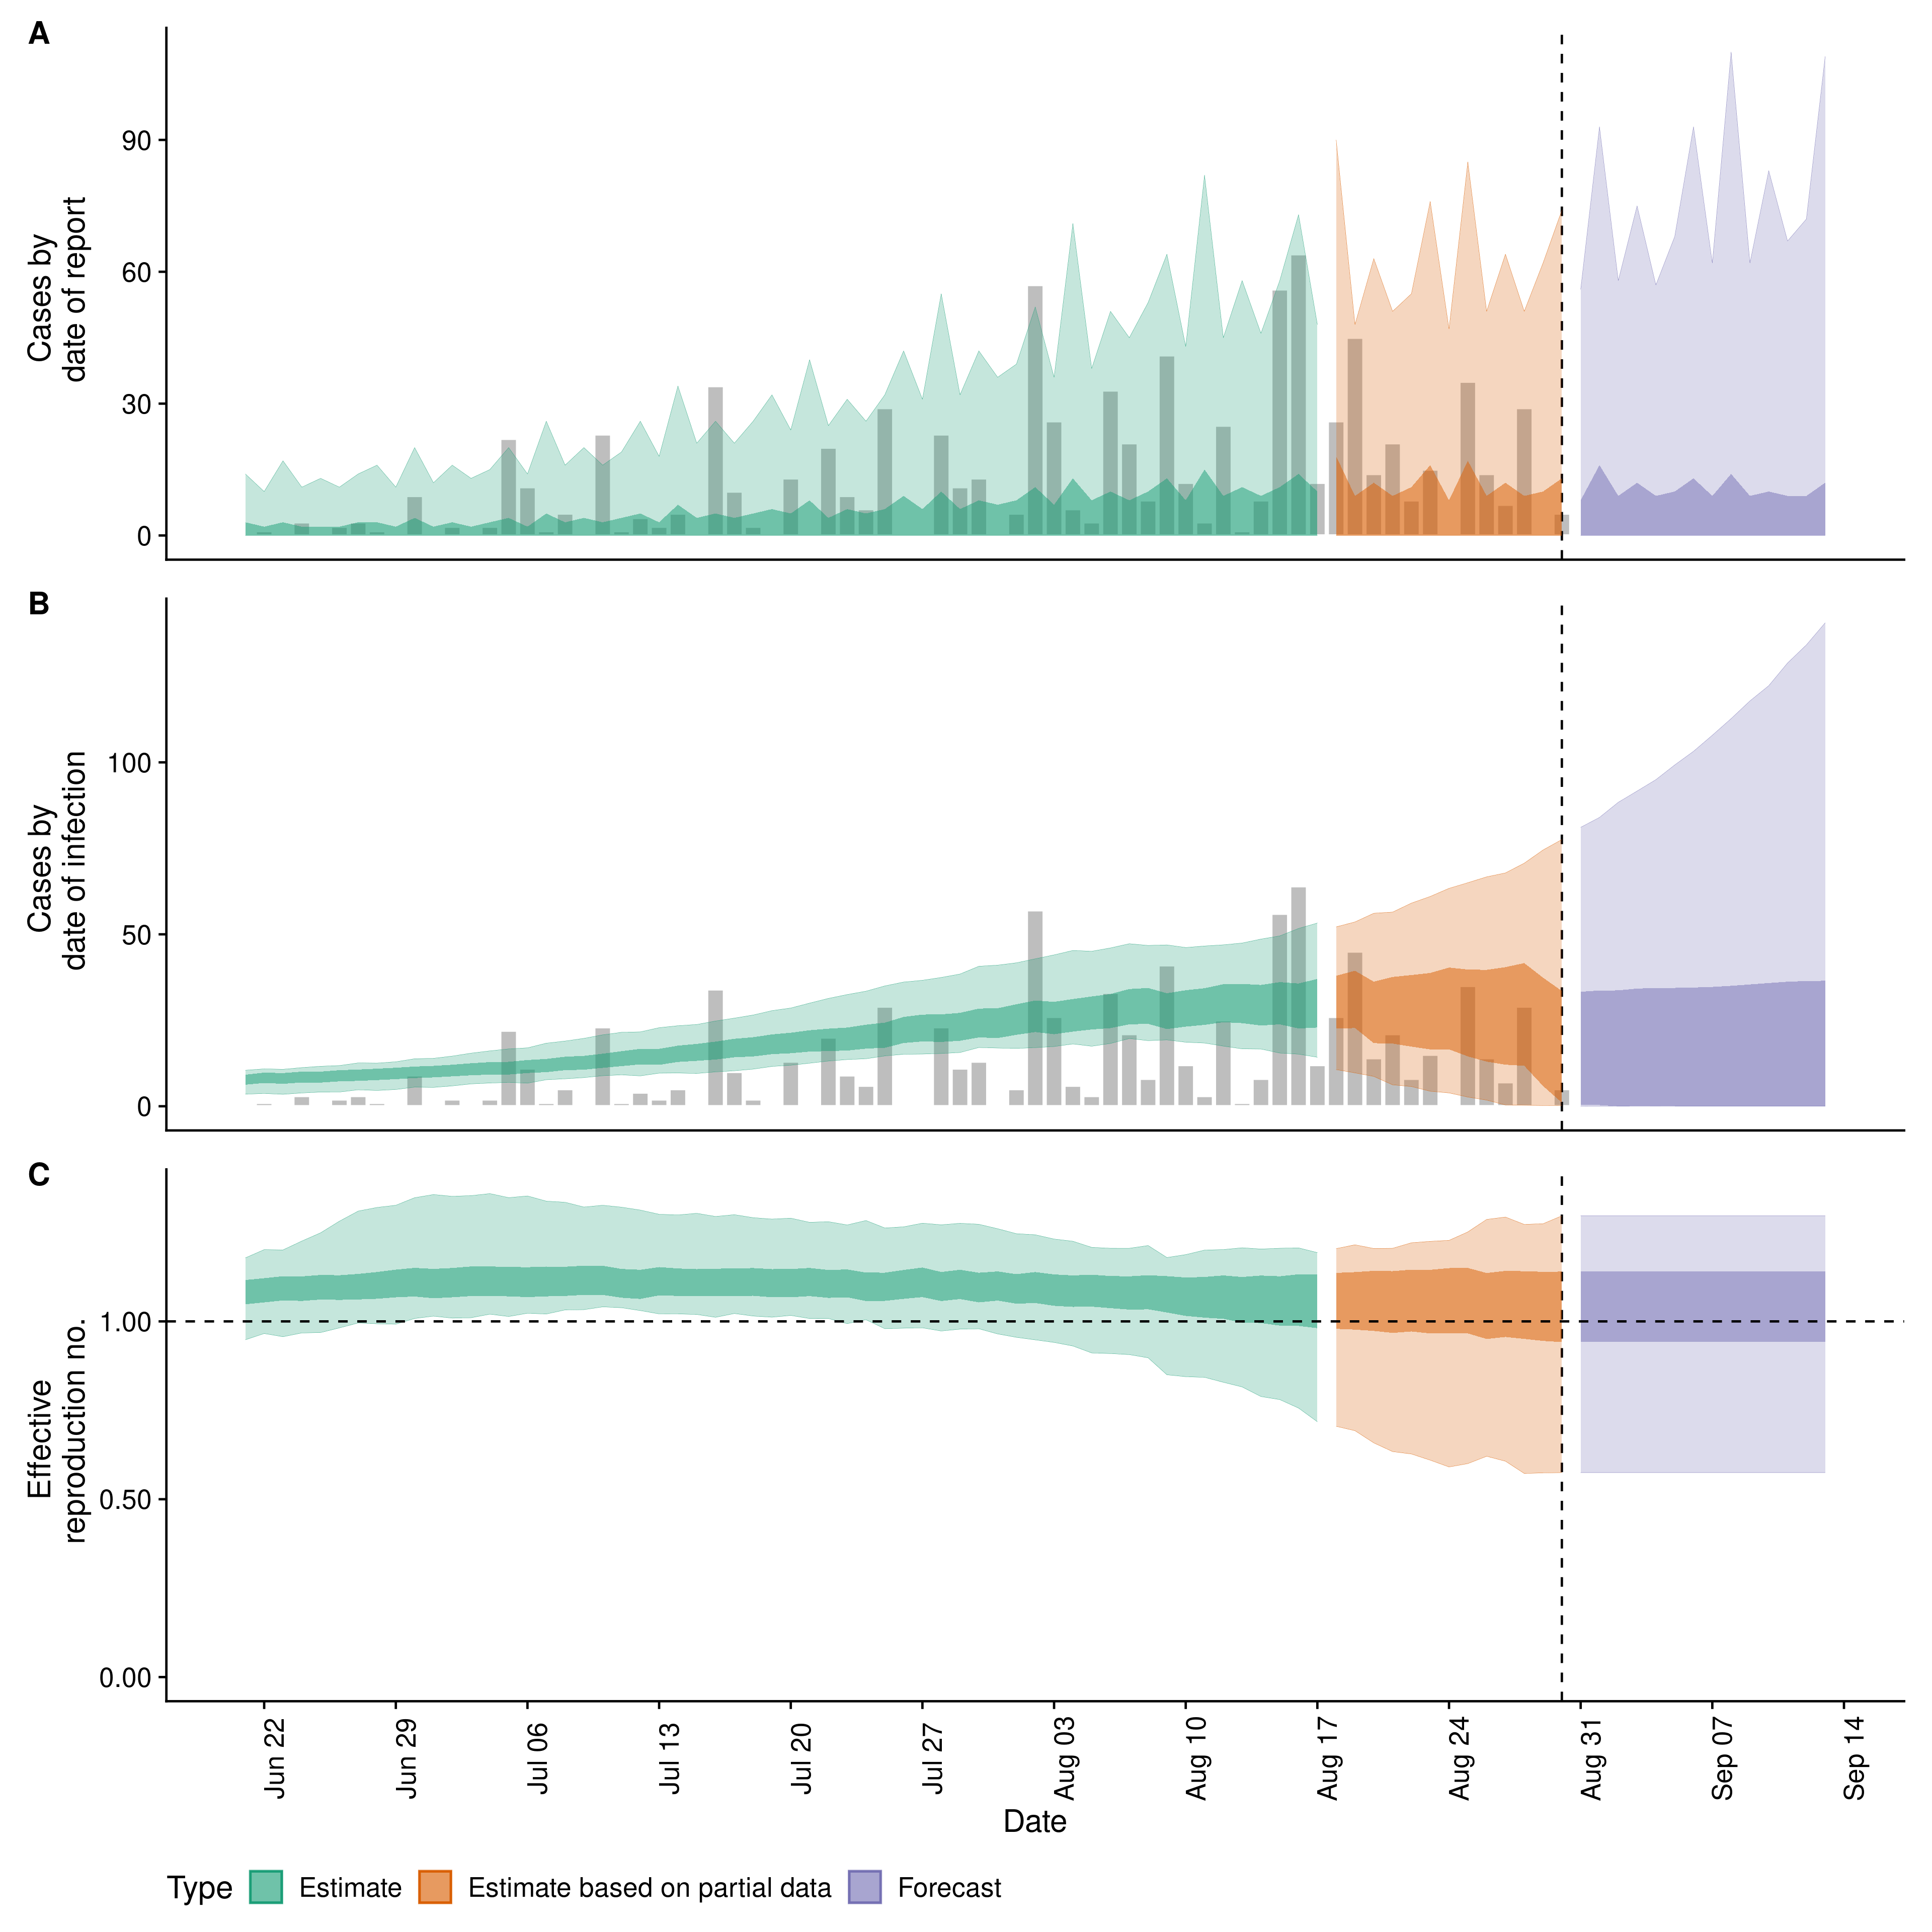 A
Cases by
date of report
90
60
30
0
B
Cases by
date of infection
100
50
0
C
Effective
reproduction no.
1.00
0.50
0.00
Jun 22
Jun 29
Jul 06
Jul 13
Jul 20
Jul 27
Aug 03
Aug 10
Aug 17
Aug 24
Aug 31
Sep 07
Sep 14
Date
Type Estimate Estimate based on partial data Forecast